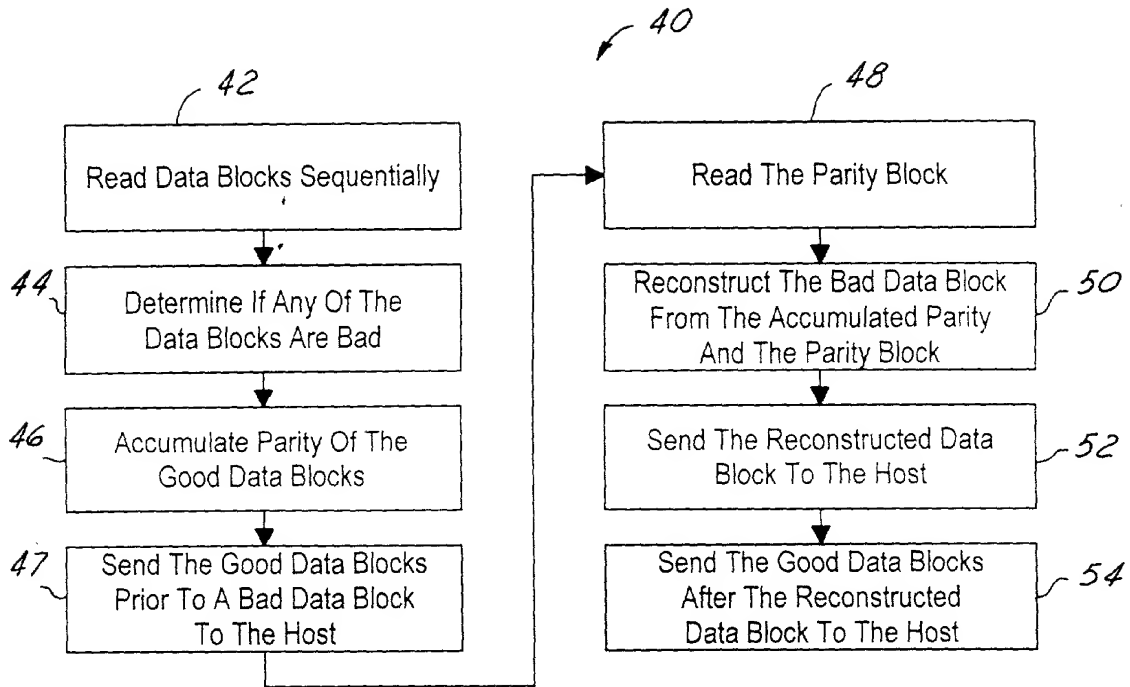 40
42
Read Data Blocks Sequentially
44
Determine If Any Of The
Data Blocks Are Bad
46
Accumulate Parity Of The
Good Data Blocks
47
Send The Good Data Blocks
Prior To A Bad Data Block
To The Host
48
Read The Parity Block
Reconstruct The Bad Data Block
From The Accumulated Parity
And The Parity Block
50
Send The Reconstructed Data
Block To The Host
52
Send The Good Data Blocks
After The Reconstructed
Data Block To The Host
54